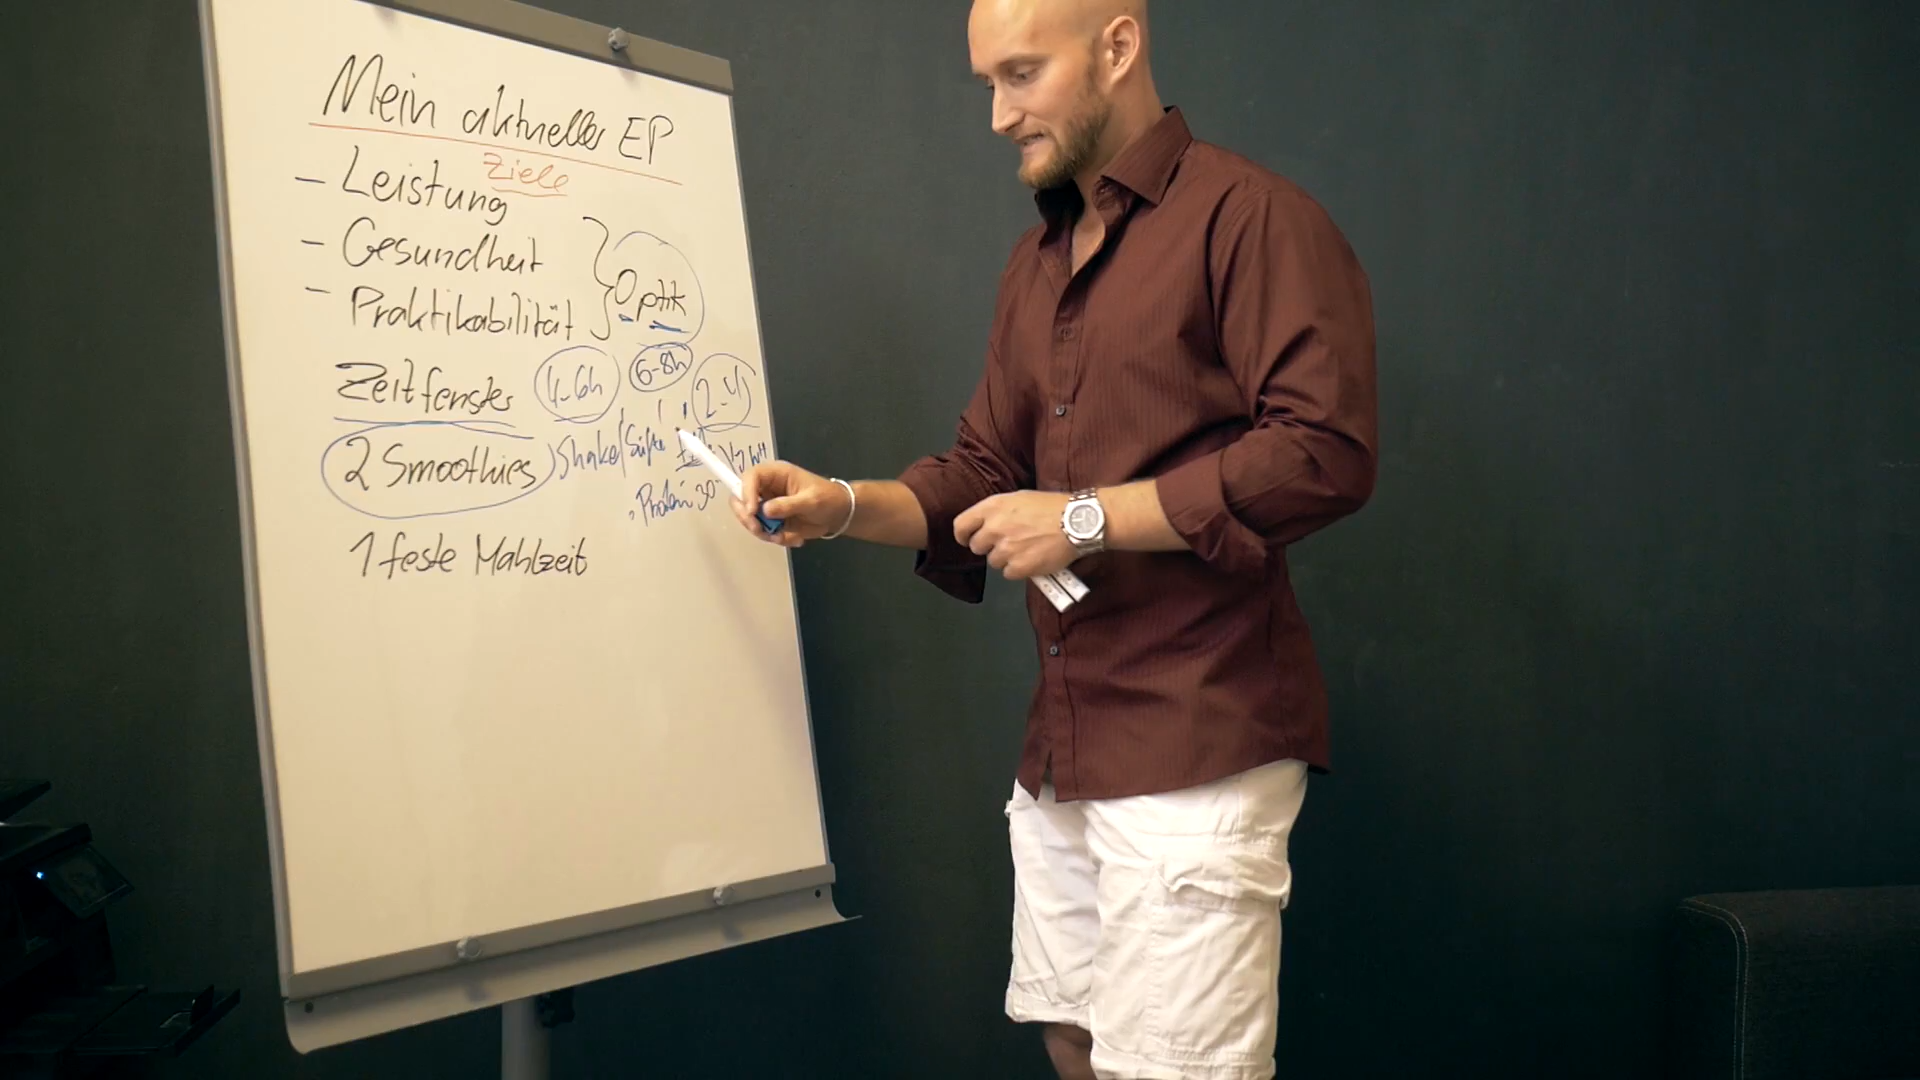 Mein aktueller EP
Ziele
- Leistung
- Gesundheit
- Praktikabilität
Optik
Zeitfenster 4-6h 6-8h 2-4
2 Smoothies Shake / Säfte
Protein 30
1 feste Mahlzeit